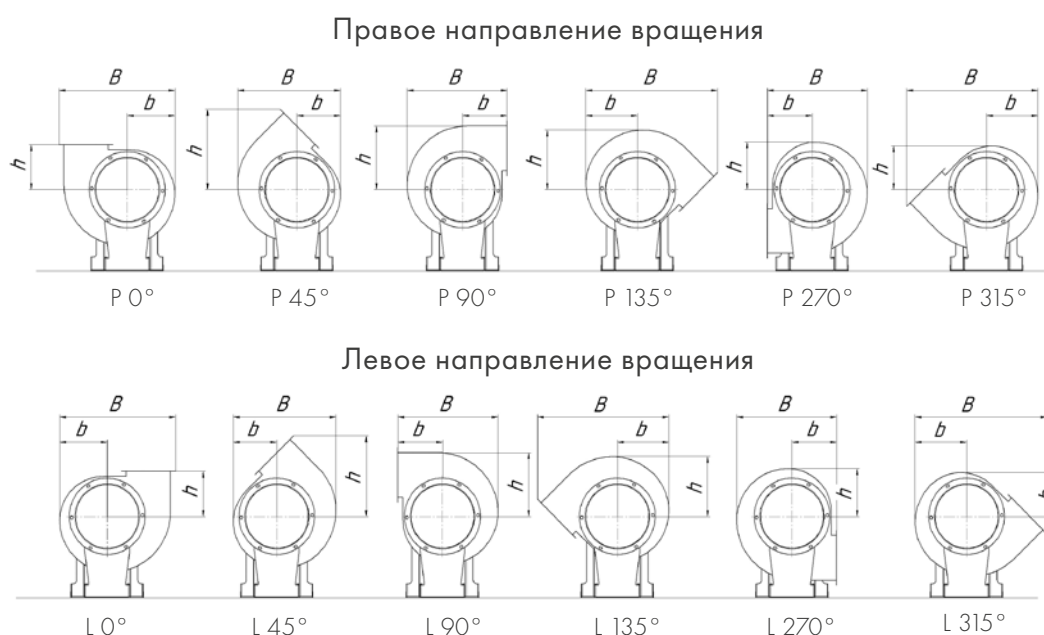 Правое направление вращения
B B B B B B
b b b b b b
h h h h h h
P 0° P 45° P 90° P 135° P 270° P 315°
Левое направление вращения
B B B B B B
b b b b b b
h h h h h h
L 0° L 45° L 90° L 135° L 270° L 315°